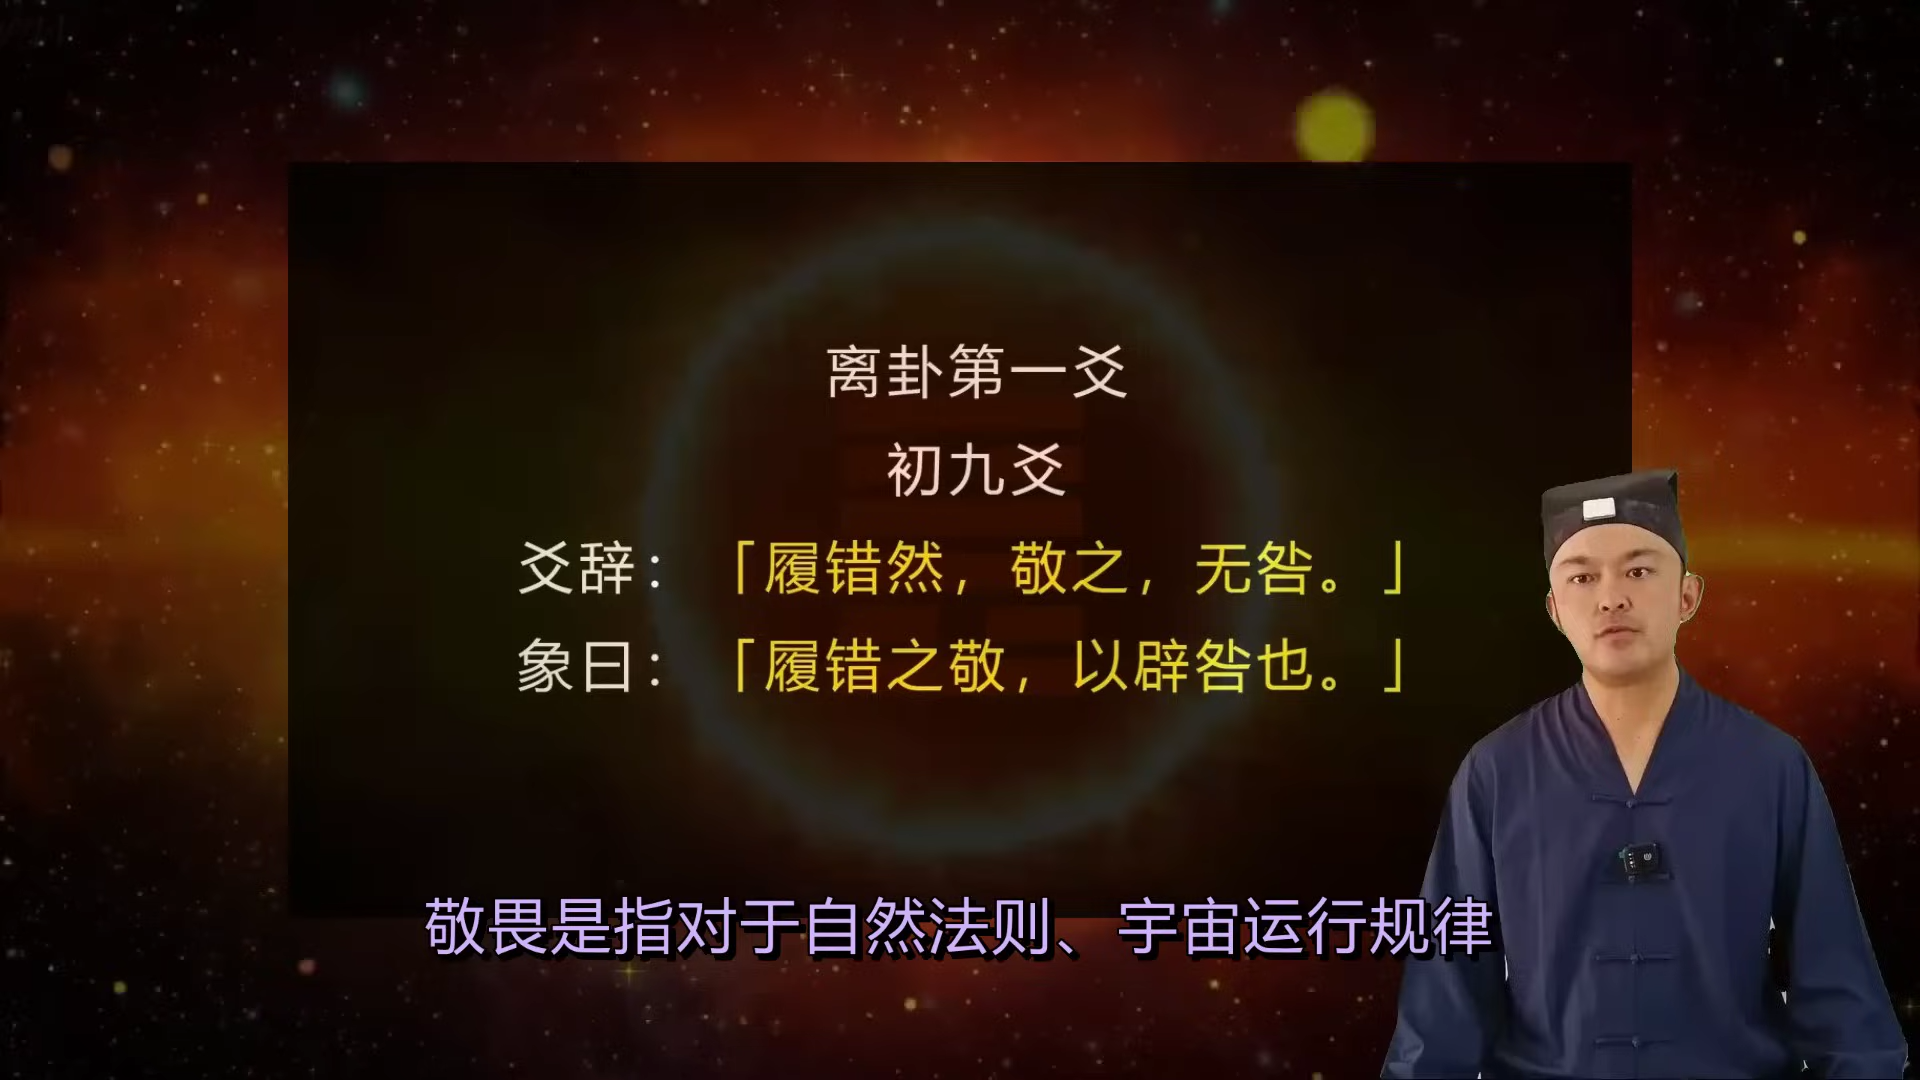 离卦第一爻
初九爻
爻辞：「履错然，敬之，无咎。」
象曰：「履错之敬，以辟咎也。」
敬畏是指对于自然法则、宇宙运行规律